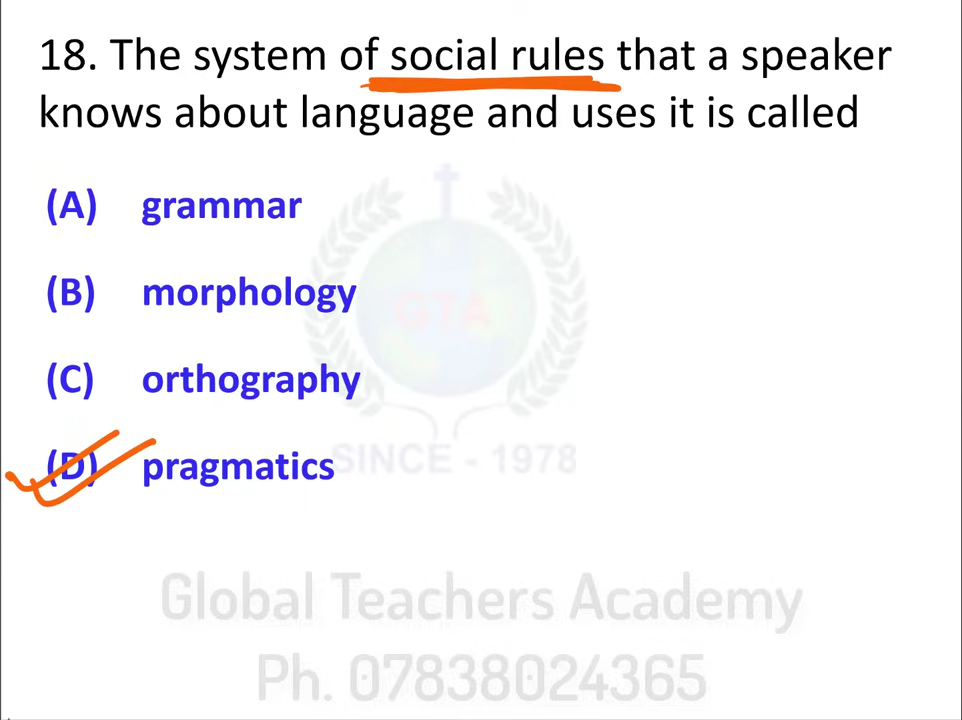 18. The system of social rules that a speaker
knows about language and uses it is called
(A) grammar
(B) morphology
(C) orthography
(D) pragmatics
GTA
SINCE - 1978
Global Teachers Academy
Ph. 07838024365